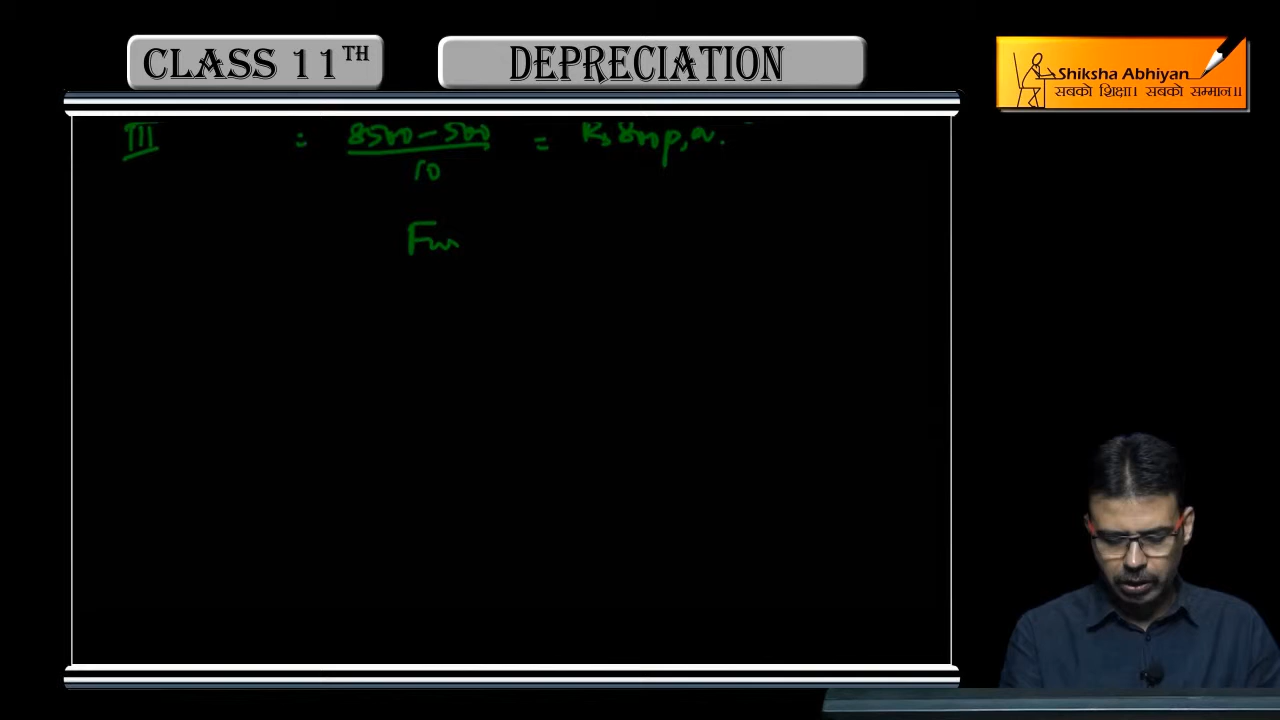 CLASS 11TH
DEPRECIATION
Shiksha Abhiyan
सबको शिक्षा। सबको सम्मान।।
III : 8500 - 500 = Rs 800 p.a.
10